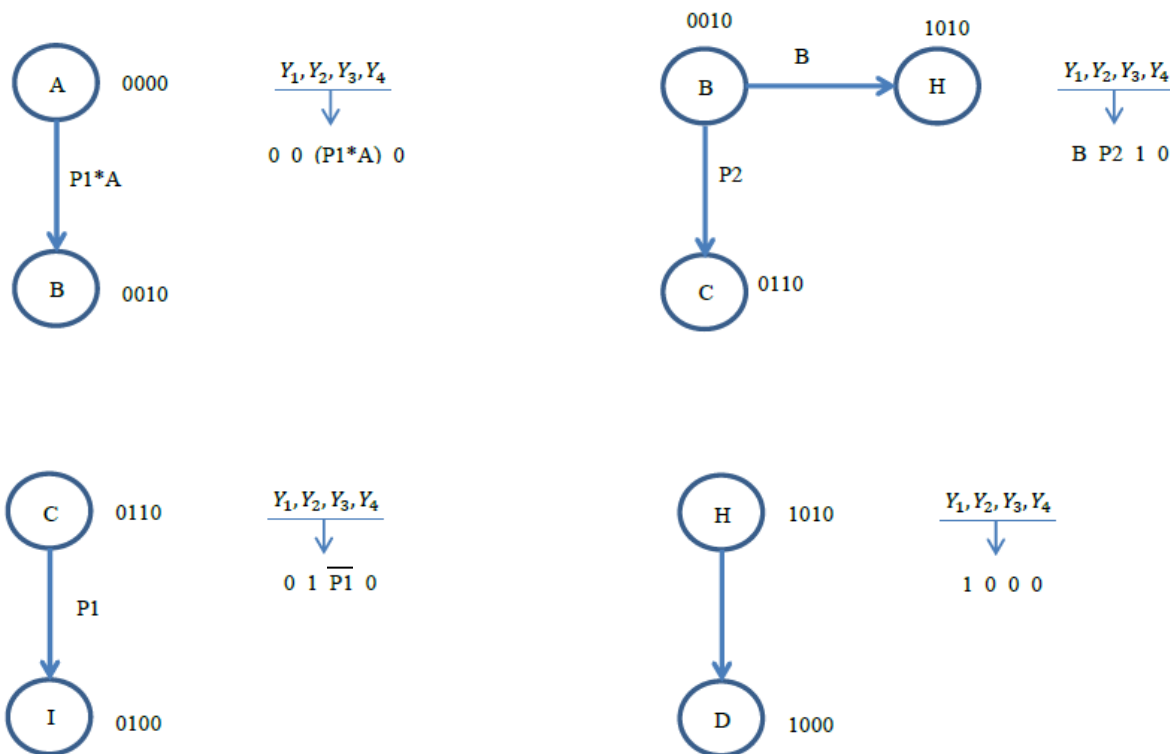 A 0000
Y₁, Y₂, Y₃, Y₄
0 0 (P1*A) 0
P1*A
B 0010
0010
B
B
H
1010
Y₁, Y₂, Y₃, Y₄
B P2 1 0
P2
C 0110
C 0110
Y₁, Y₂, Y₃, Y₄
0 1 P̅1̅ 0
P1
I 0100
H 1010
Y₁, Y₂, Y₃, Y₄
1 0 0 0
D 1000